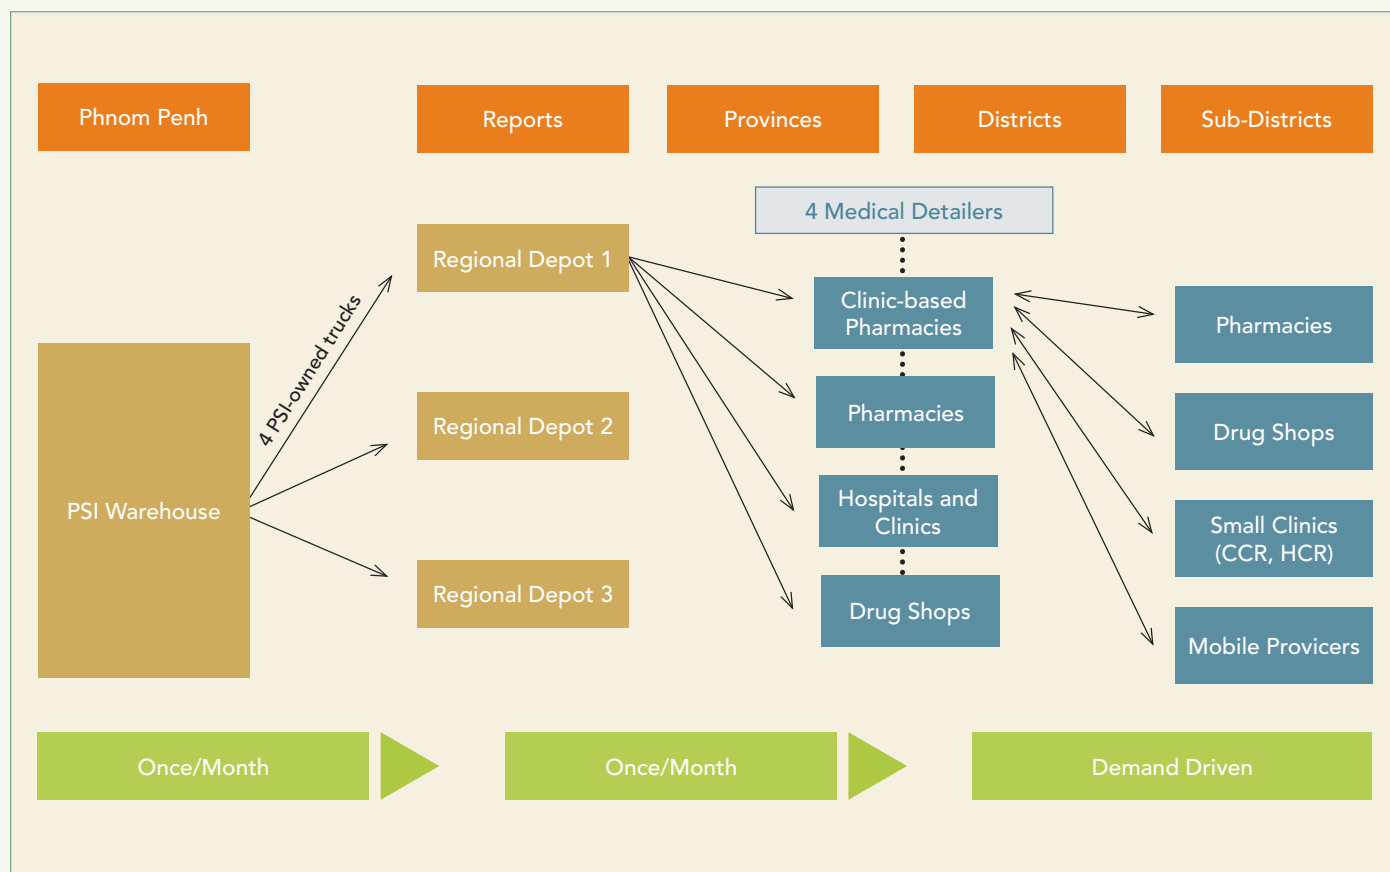 Phnom Penh
Reports
Provinces
Districts
Sub-Districts
4 Medical Detailers
Regional Depot 1
Regional Depot 2
Regional Depot 3
4 PSI-owned trucks
PSI Warehouse
Clinic-based
Pharmacies
Pharmacies
Hospitals and
Clinics
Drug Shops
Pharmacies
Drug Shops
Small Clinics
(CCR, HCR)
Mobile Provicers
Once/Month
Once/Month
Demand Driven